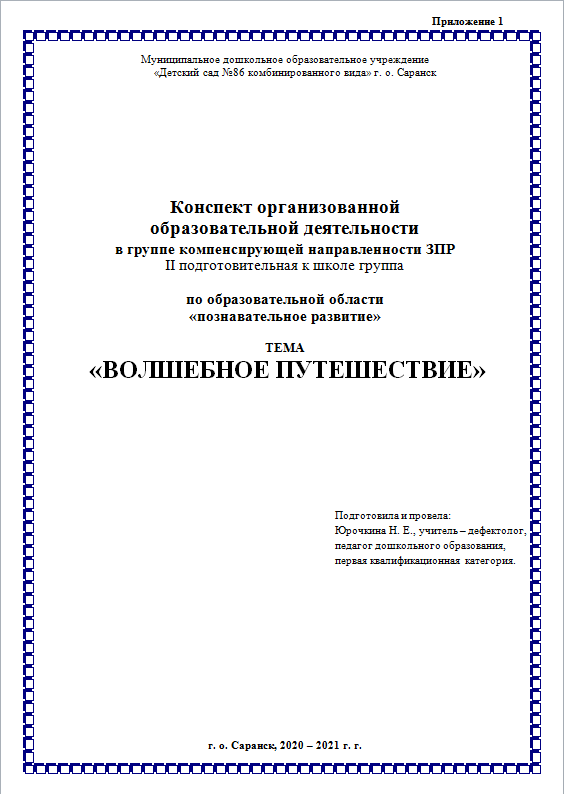 Приложение 1
Муниципальное дошкольное образовательное учреждение
«Детский сад №86 комбинированного вида» г. о. Саранск
Конспект организованной
образовательной деятельности
в группе компенсирующей направленности ЗПР
II подготовительная к школе группа
по образовательной области
«познавательное развитие»
ТЕМА
«ВОЛШЕБНОЕ ПУТЕШЕСТВИЕ»
Подготовила и провела:
Юрочкина Н. Е., учитель – дефектолог,
педагог дошкольного образования,
первая квалификационная категория.
г. о. Саранск, 2020 – 2021 г. г.